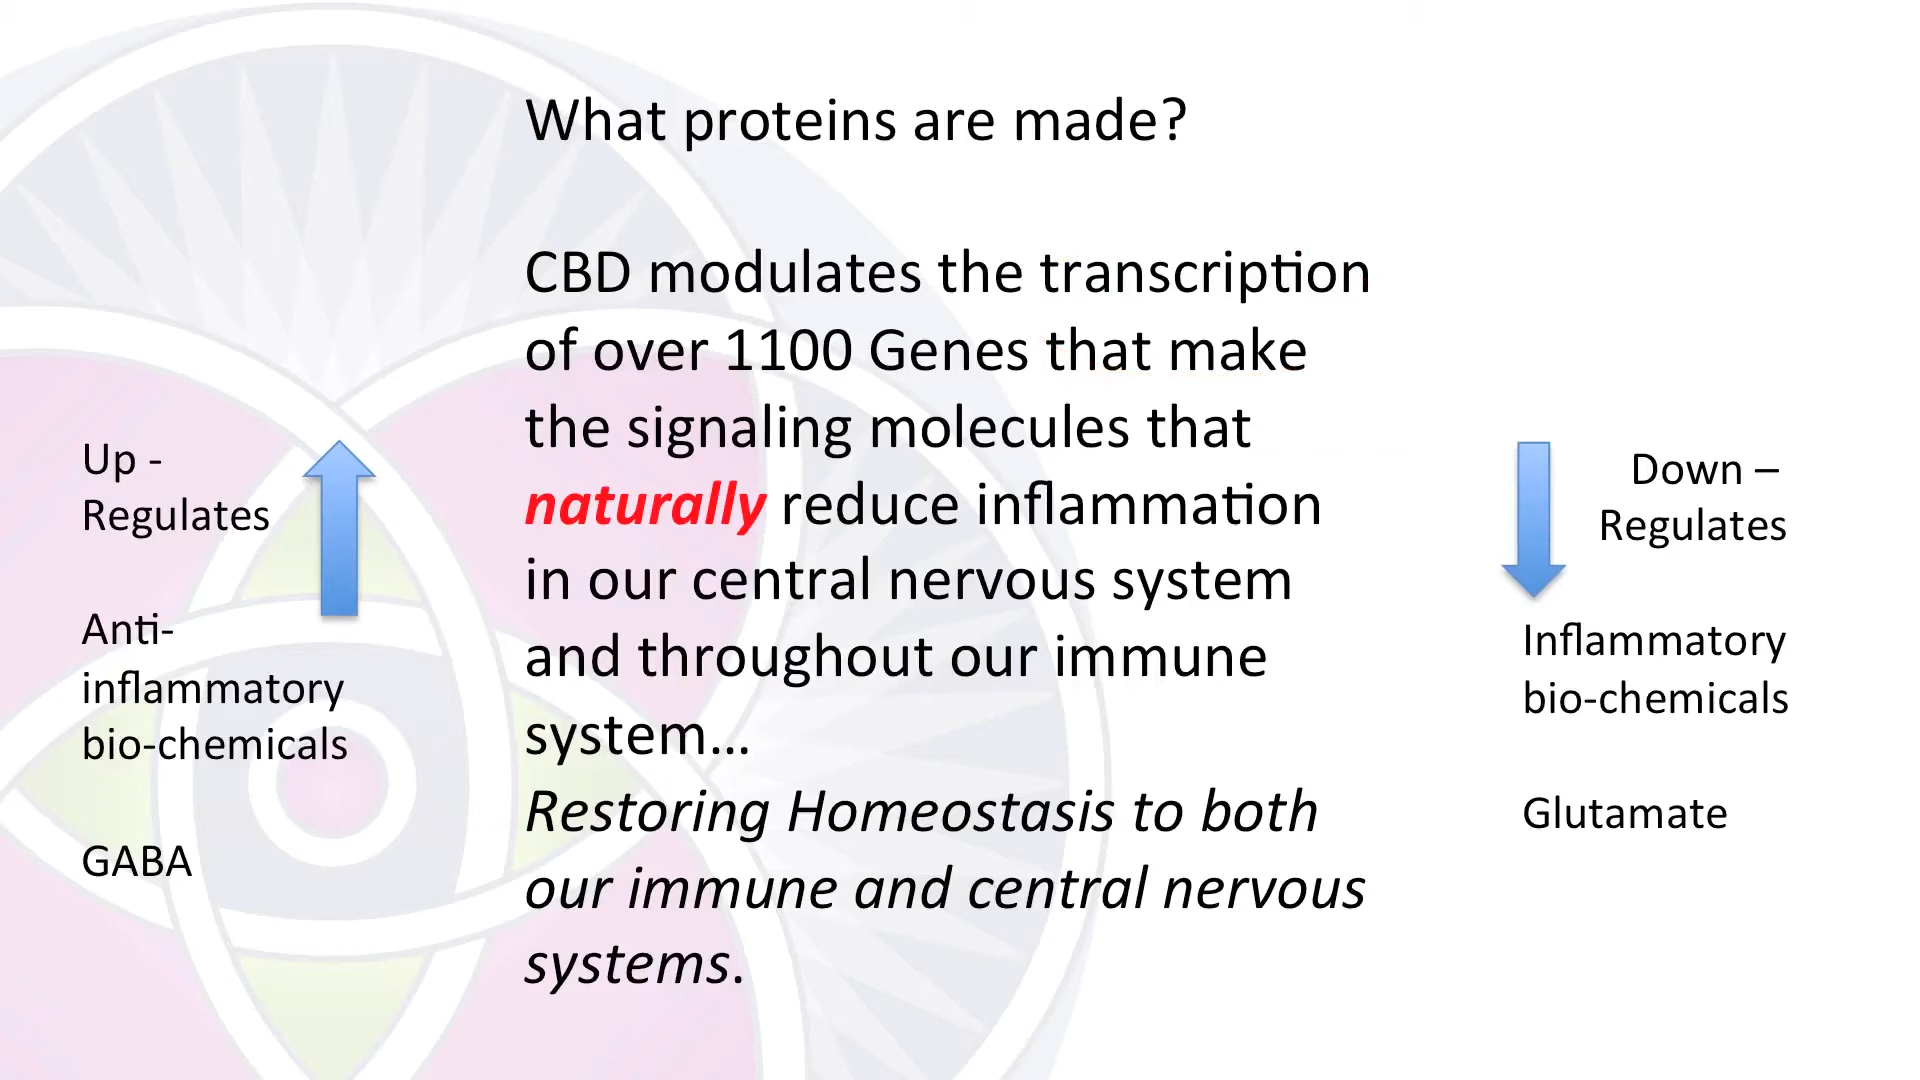 What proteins are made?
CBD modulates the transcription
of over 1100 Genes that make
the signaling molecules that
naturally reduce inflammation
in our central nervous system
and throughout our immune
system…
Restoring Homeostasis to both
our immune and central nervous
systems.
Up -
Regulates
Anti-
inflammatory
bio-chemicals
GABA
Down –
Regulates
Inflammatory
bio-chemicals
Glutamate